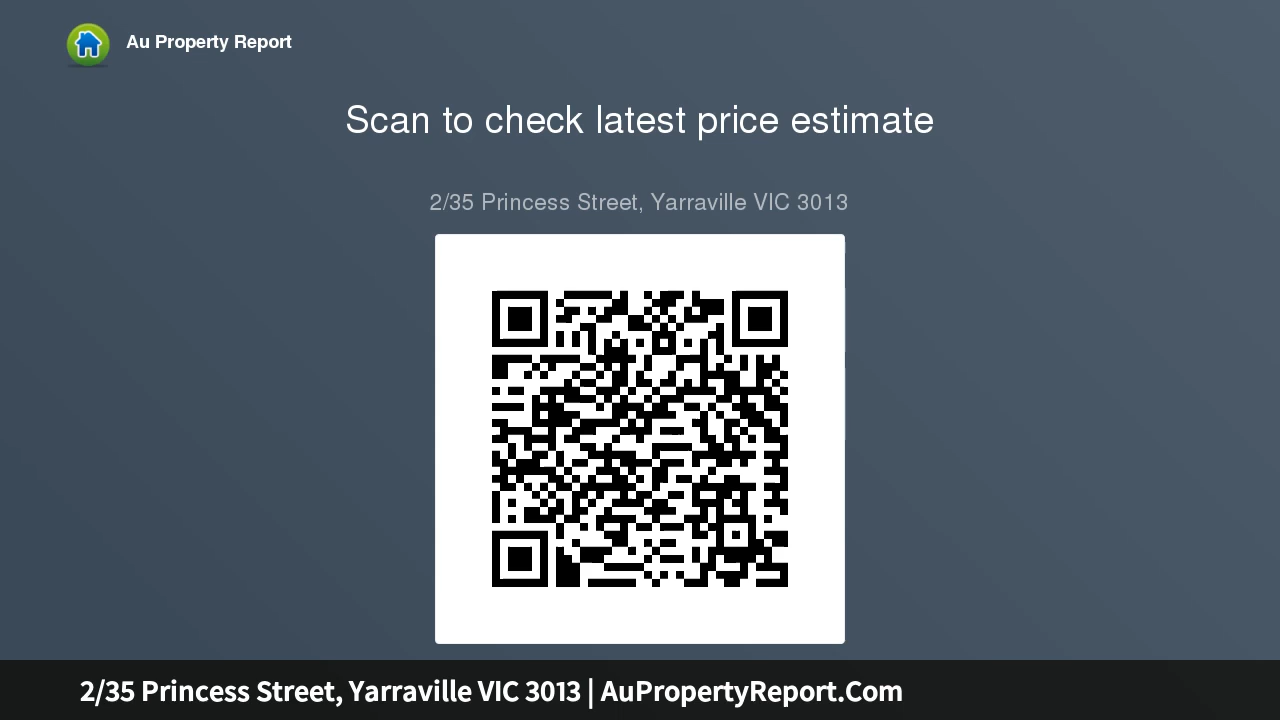 Au Property Report
Scan to check latest price estimate
2/35 Princess Street, Yarraville VIC 3013
2/35 Princess Street, Yarraville VIC 3013 | AuPropertyReport.Com